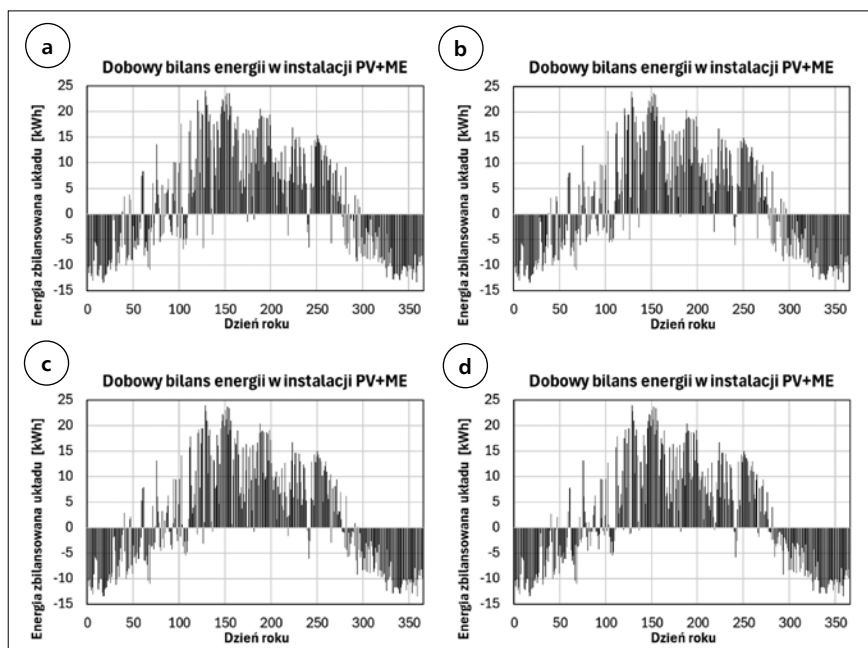 a
Dobowy bilans energii w instalacji PV+ME
Energia zbilansowana układu [kWh]
25
20
15
10
5
0
-5
-10
-15
0 50 100 150 200 250 300 350
Dzień roku
b
Dobowy bilans energii w instalacji PV+ME
Energia zbilansowana układu [kWh]
25
20
15
10
5
0
-5
-10
-15
0 50 100 150 200 250 300 350
Dzień roku
c
Dobowy bilans energii w instalacji PV+ME
Energia zbilansowana układu [kWh]
25
20
15
10
5
0
-5
-10
-15
0 50 100 150 200 250 300 350
Dzień roku
d
Dobowy bilans energii w instalacji PV+ME
Energia zbilansowana układu [kWh]
25
20
15
10
5
0
-5
-10
-15
0 50 100 150 200 250 300 350
Dzień roku